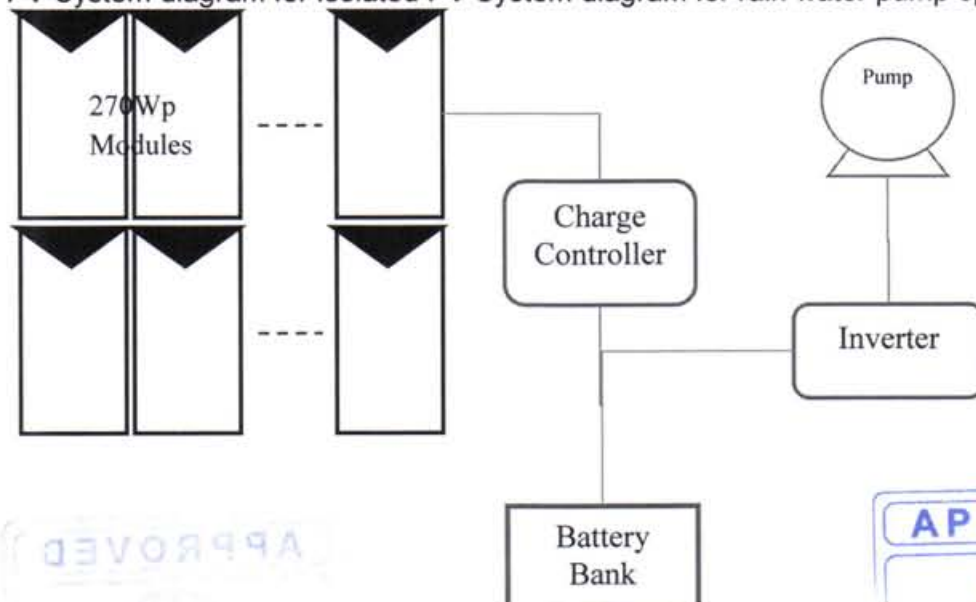 V System diagram for isolated PV System diagram for rain water pump
270Wp
Modules
Pump
Charge
Controller
Inverter
Battery
Bank
APPROVED
AP